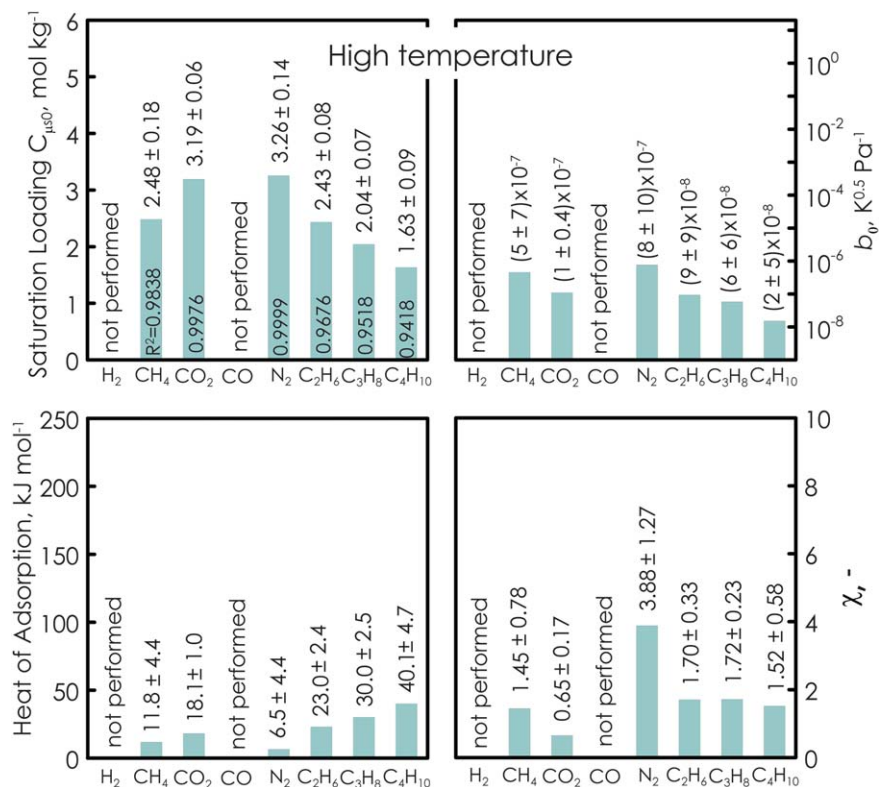 High temperature
Saturation Loading Cμs0, mol kg-1
6
5
4
3
2
1
0
not performed
2.48 ± 0.18
R2=0.9838
3.19 ± 0.06
0.9976
not performed
3.26 ± 0.14
0.9999
2.43 ± 0.08
0.9676
2.04 ± 0.07
0.9518
1.63 ± 0.09
0.9418
H2 CH4 CO2 CO N2 C2H6 C3H8 C4H10
not performed
(5 ± 7)x10-7
(1 ± 0.4)x10-7
not performed
(8 ± 10)x10-7
(9 ± 9)x10-8
(6 ± 6)x10-8
(2 ± 5)x10-8
100
10-2
10-4
10-6
10-8
b0, K0.5 Pa-1
H2 CH4 CO2 CO N2 C2H6 C3H8 C4H10
Heat of Adsorption, kJ mol-1
250
200
150
100
50
0
not performed
11.8 ± 4.4
18.1± 1.0
not performed
6.5 ± 4.4
23.0± 2.4
30.0 ± 2.5
40.1± 4.7
H2 CH4 CO2 CO N2 C2H6 C3H8 C4H10
not performed
1.45 ± 0.78
0.65 ± 0.17
not performed
3.88 ± 1.27
1.70 ± 0.33
1.72 ± 0.23
1.52 ± 0.58
10
8
6
4
2
0
χ, -
H2 CH4 CO2 CO N2 C2H6 C3H8 C4H10